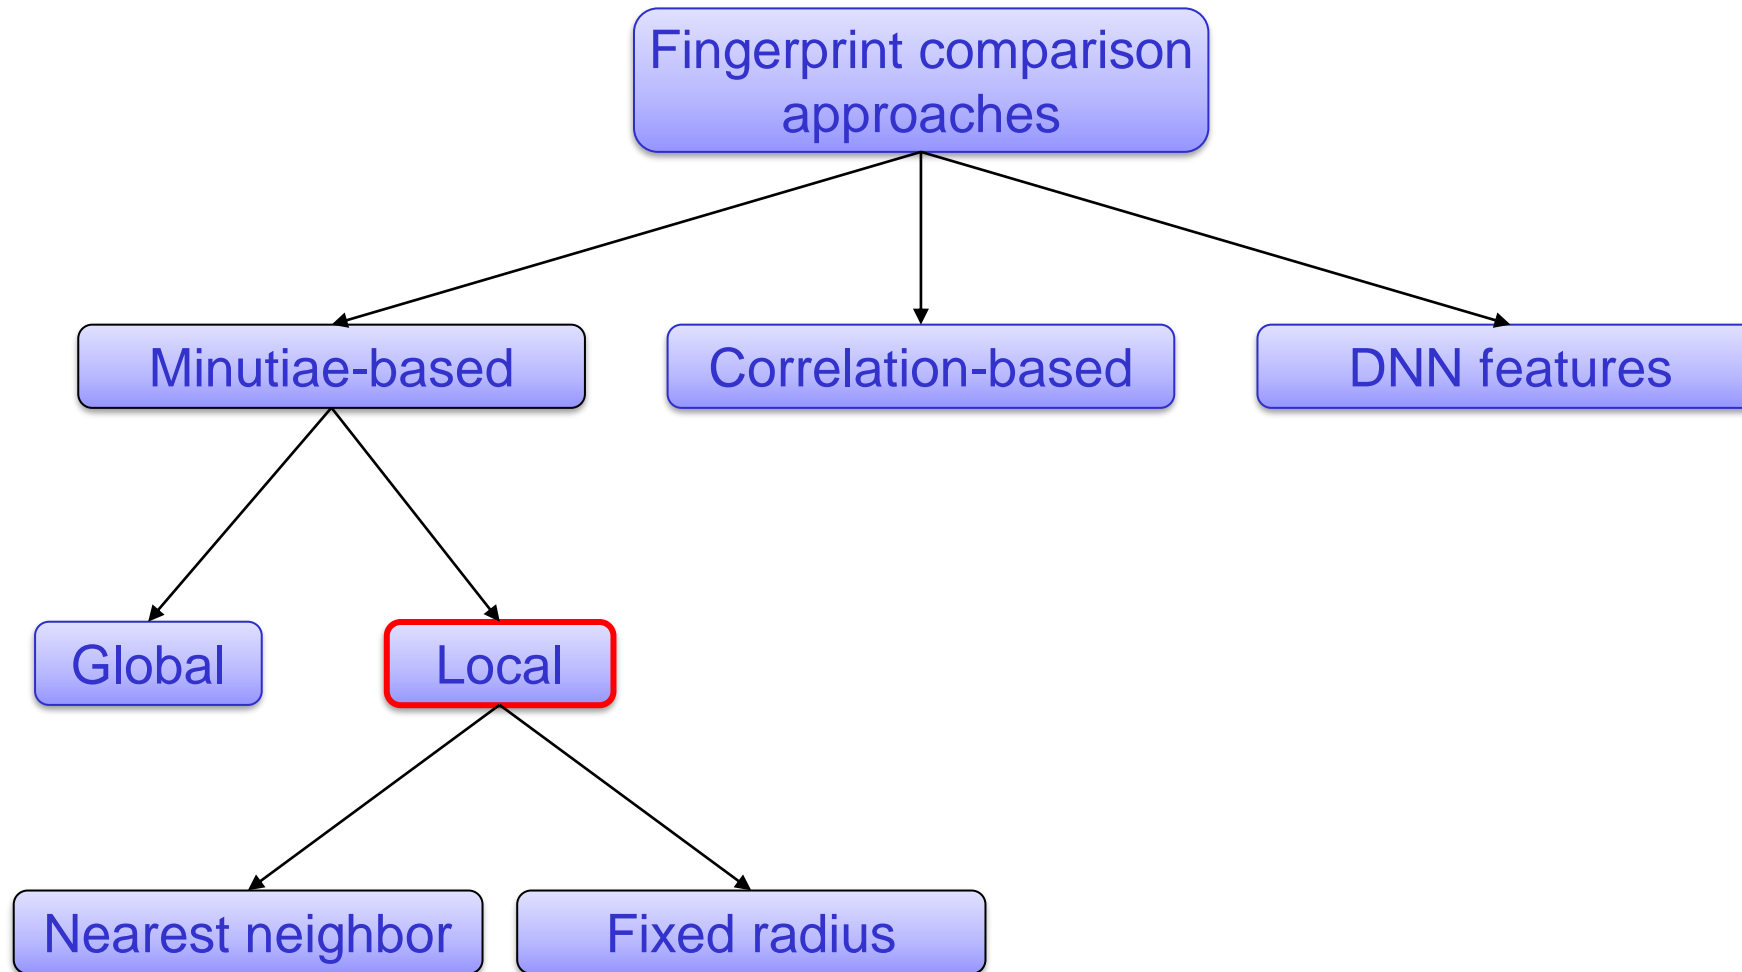 Fingerprint comparison
approaches
Minutiae-based
Correlation-based
DNN features
Global
Local
Nearest neighbor
Fixed radius